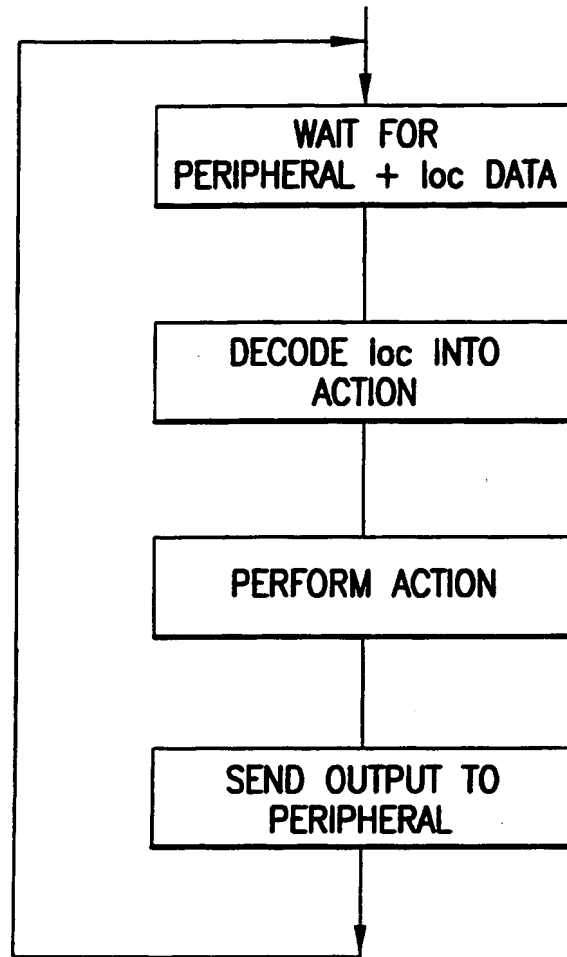 WAIT FOR
PERIPHERAL + loc DATA
DECODE loc INTO
ACTION
PERFORM ACTION
SEND OUTPUT TO
PERIPHERAL